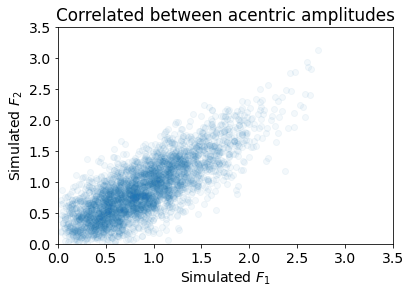 Correlated between acentric amplitudes
3.5
3.0
2.5
2.0
1.5
1.0
0.5
0.0
Simulated F₂
0.0 0.5 1.0 1.5 2.0 2.5 3.0 3.5
Simulated F₁